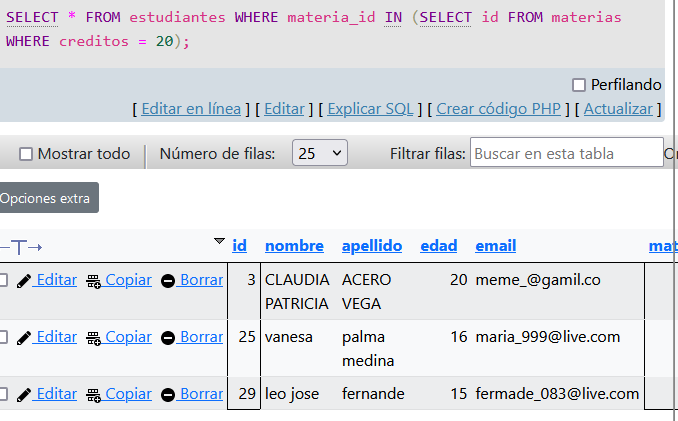 SELECT * FROM estudiantes WHERE materia_id IN (SELECT id FROM materias
WHERE creditos = 20);
Perfilando
[ Editar en línea ] [ Editar ] [ Explicar SQL ] [ Crear código PHP ] [ Actualizar ]
Mostrar todo Número de filas: 25 Filtrar filas: Buscar en esta tabla
Opciones extra
id nombre apellido edad email
Editar Copiar Borrar 3 CLAUDIA ACERO 20 meme_@gamil.co
PATRICIA VEGA
Editar Copiar Borrar 25 vanesa palma 16 maria_999@live.com
medina
Editar Copiar Borrar 29 leo jose fernande 15 fermade_083@live.com